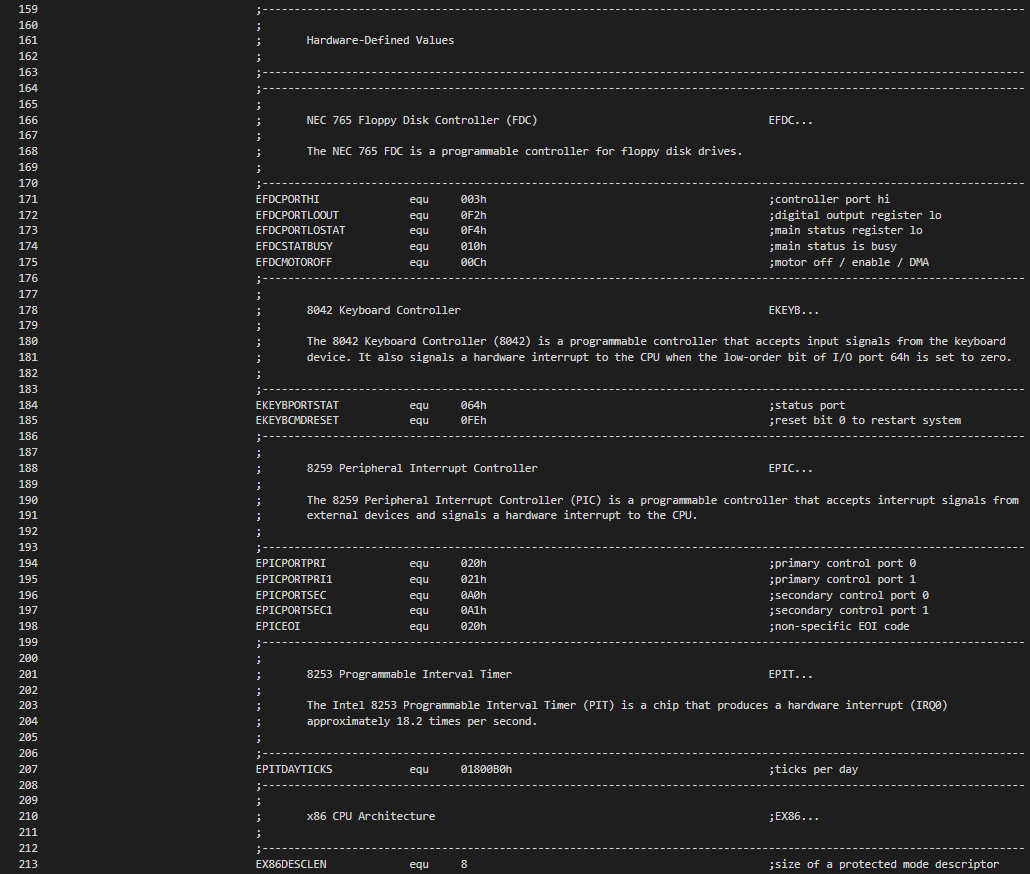 159 ;-----------------------------------------------------------------------------------------------------------------------
160 ;
161 ;       Hardware-Defined Values
162 ;
163 ;-----------------------------------------------------------------------------------------------------------------------
164 ;-----------------------------------------------------------------------------------------------------------------------
165 ;
166 ;       NEC 765 Floppy Disk Controller (FDC)                                    EFDC...
167 ;
168 ;       The NEC 765 FDC is a programmable controller for floppy disk drives.
169 ;
170 ;-----------------------------------------------------------------------------------------------------------------------
171 EFDCPORTHI              equ     003h                                            ;controller port hi
172 EFDCPORTLOOUT           equ     0F2h                                            ;digital output register lo
173 EFDCPORTLOSTAT          equ     0F4h                                            ;main status register lo
174 EFDCSTATBUSY            equ     010h                                            ;main status is busy
175 EFDCMOTOROFF            equ     00Ch                                            ;motor off / enable / DMA
176 ;-----------------------------------------------------------------------------------------------------------------------
177 ;
178 ;       8042 Keyboard Controller                                                EKEYB...
179 ;
180 ;       The 8042 Keyboard Controller (8042) is a programmable controller that accepts input signals from the keyboard
181 ;       device. It also signals a hardware interrupt to the CPU when the low-order bit of I/O port 64h is set to zero.
182 ;
183 ;-----------------------------------------------------------------------------------------------------------------------
184 EKEYBPORTSTAT           equ     064h                                            ;status port
185 EKEYBCMDRESET           equ     0FEh                                            ;reset bit 0 to restart system
186 ;-----------------------------------------------------------------------------------------------------------------------
187 ;
188 ;       8259 Peripheral Interrupt Controller                                    EPIC...
189 ;
190 ;       The 8259 Peripheral Interrupt Controller (PIC) is a programmable controller that accepts interrupt signals from
191 ;       external devices and signals a hardware interrupt to the CPU.
192 ;
193 ;-----------------------------------------------------------------------------------------------------------------------
194 EPICPORTPRI             equ     020h                                            ;primary control port 0
195 EPICPORTPRI1            equ     021h                                            ;primary control port 1
196 EPICPORTSEC             equ     0A0h                                            ;secondary control port 0
197 EPICPORTSEC1            equ     0A1h                                            ;secondary control port 1
198 EPICEOI                 equ     020h                                            ;non-specific EOI code
199 ;-----------------------------------------------------------------------------------------------------------------------
200 ;
201 ;       8253 Programmable Interval Timer                                        EPIT...
202 ;
203 ;       The Intel 8253 Programmable Interval Timer (PIT) is a chip that produces a hardware interrupt (IRQ0)
204 ;       approximately 18.2 times per second.
205 ;
206 ;-----------------------------------------------------------------------------------------------------------------------
207 EPITDAYTICKS            equ     01800B0h                                        ;ticks per day
208 ;-----------------------------------------------------------------------------------------------------------------------
209 ;
210 ;       x86 CPU Architecture                                                    ;EX86...
211 ;
212 ;-----------------------------------------------------------------------------------------------------------------------
213 EX86DESCLEN             equ     8                                               ;size of a protected mode descriptor